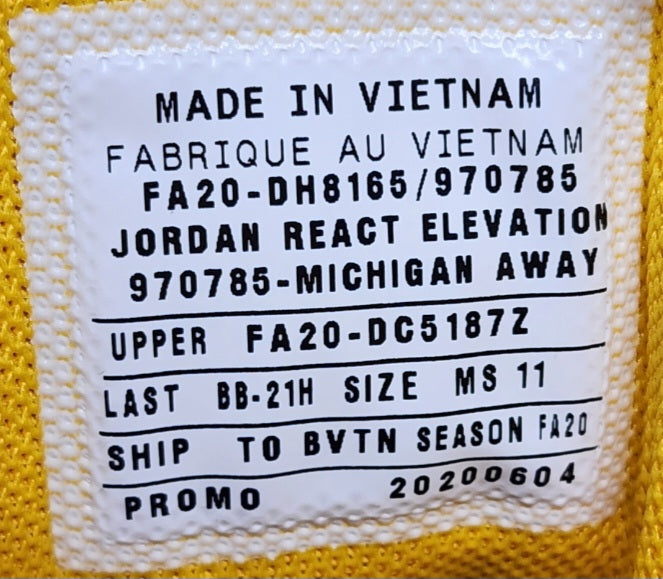 MADE IN VIETNAM
FABRIQUE AU VIETNAM
FA20-DH8165/970785
JORDAN REACT ELEVATION
970785-MICHIGAN AWAY
UPPER FA20-DC5187Z
LAST BB-21H SIZE MS 11
SHIP TO BVTN SEASON FA20
PROMO 20200604